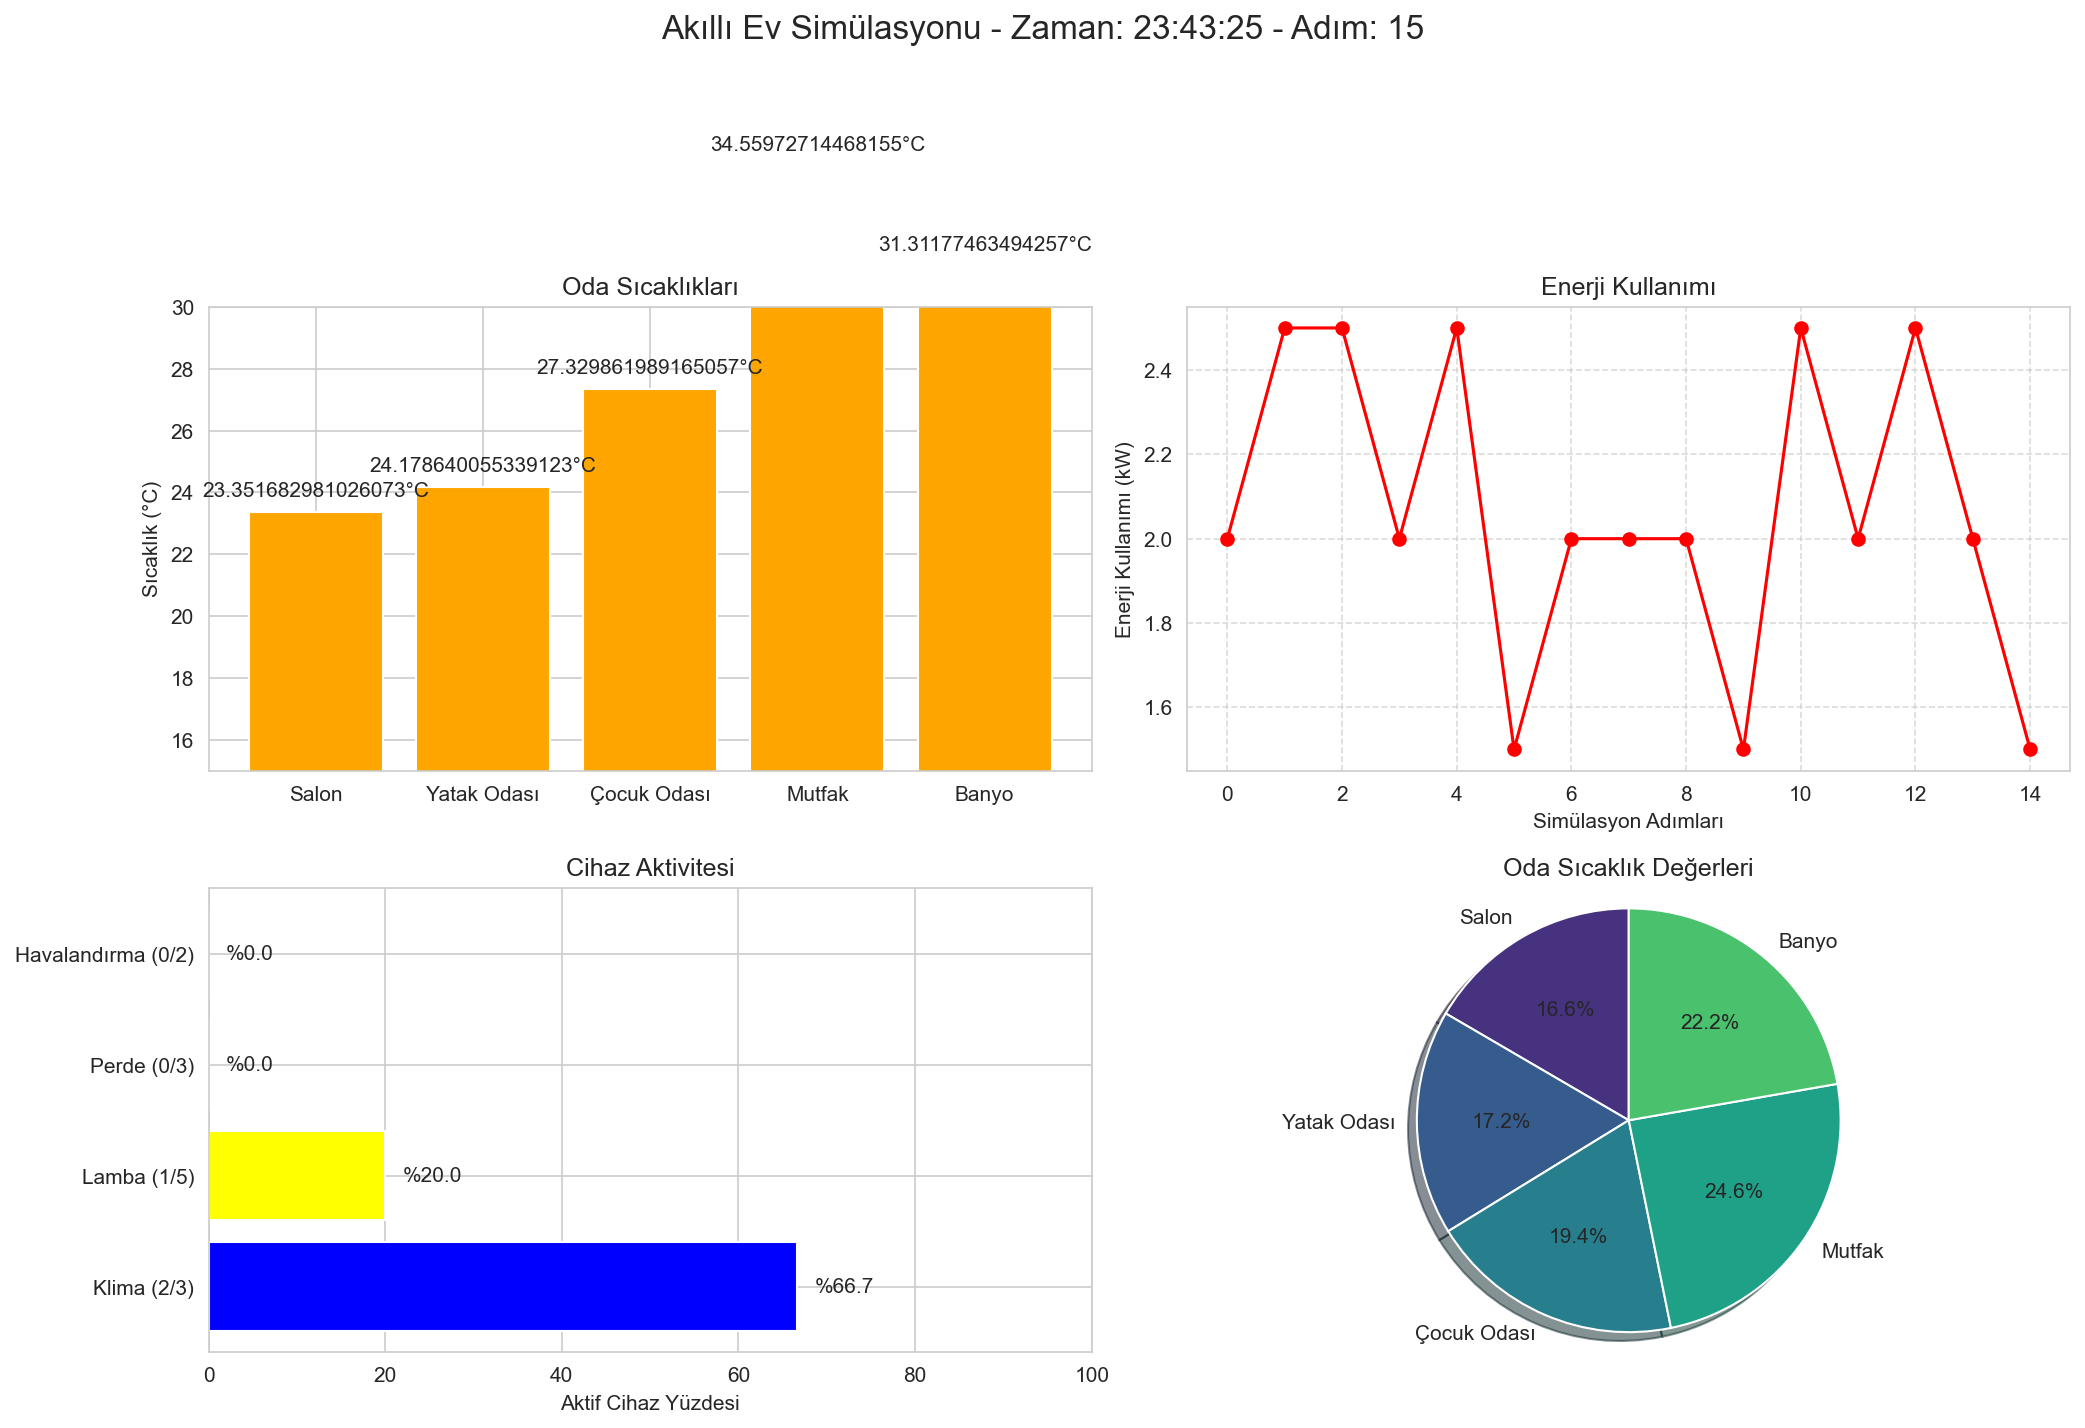 Akıllı Ev Simülasyonu - Zaman: 23:43:25 - Adım: 15
34.55972714468155°C
31.31177463494257°C
Oda Sıcaklıkları
27.329861989165057°C
24.178640055339123°C
23.351682981026073°C
Sıcaklık (°C)
30
28
26
24
22
20
18
16
Salon
Yatak Odası
Çocuk Odası
Mutfak
Banyo
Enerji Kullanımı
Enerji Kullanımı (kW)
2.4
2.2
2.0
1.8
1.6
0
2
4
6
8
10
12
14
Simülasyon Adımları
Cihaz Aktivitesi
Havalandırma (0/2)
%0.0
Perde (0/3)
%0.0
Lamba (1/5)
%20.0
Klima (2/3)
%66.7
0
20
40
60
80
100
Aktif Cihaz Yüzdesi
Oda Sıcaklık Değerleri
Salon
16.6%
Banyo
22.2%
Yatak Odası
17.2%
24.6%
Mutfak
19.4%
Çocuk Odası